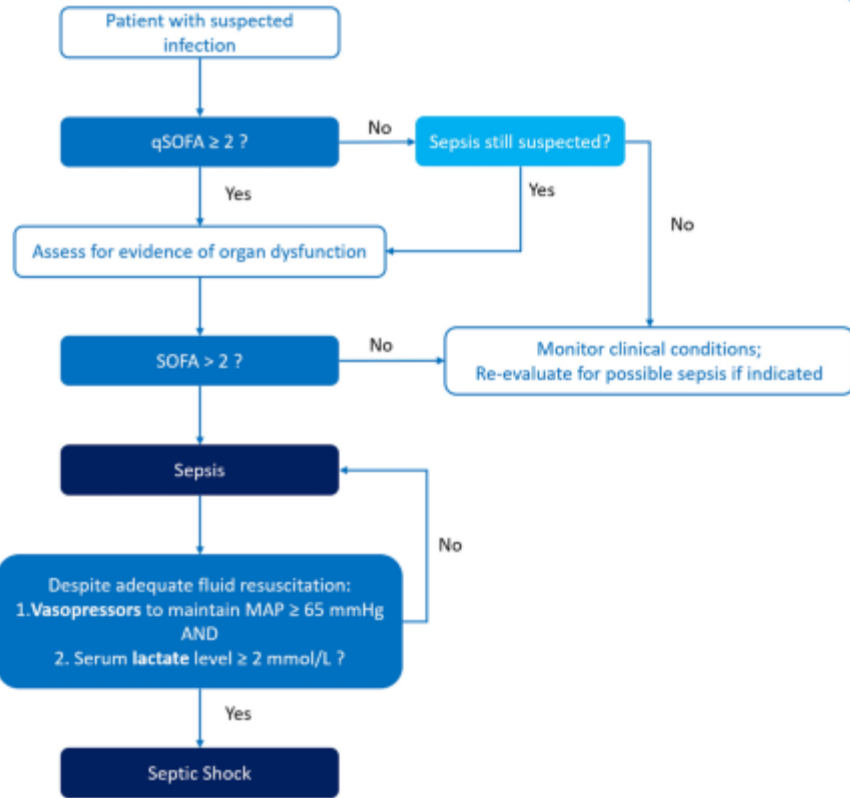 Patient with suspected
infection
qSOFA ≥ 2 ?
No
Sepsis still suspected?
Yes
Yes
No
Assess for evidence of organ dysfunction
SOFA > 2 ?
No
Monitor clinical conditions;
Re-evaluate for possible sepsis if indicated
Sepsis
No
Despite adequate fluid resuscitation:
1.Vasopressors to maintain MAP ≥ 65 mmHg
AND
2. Serum lactate level ≥ 2 mmol/L ?
Yes
Septic Shock